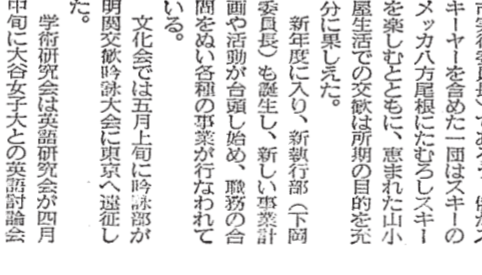 キーヤーを含めた一団はスキーの
メッカ八方尾根にたむろしスキー
を楽しむとともに、恵まれた山小
屋生活での交歓は所期の目的を充
分に果しえた。
新年度に入り、新執行部（下岡
委員長）も誕生し、新しい事業計
画や活動が台頭し始め、職務の合
間をぬい各種の事業が行なわれて
いる。
文化会では五月上旬に吟詠部が
明関交歓吟詠大会に東京へ遠征し
た。
学術研究会は英語研究会が四月
中旬に大谷女子大との英語討論会